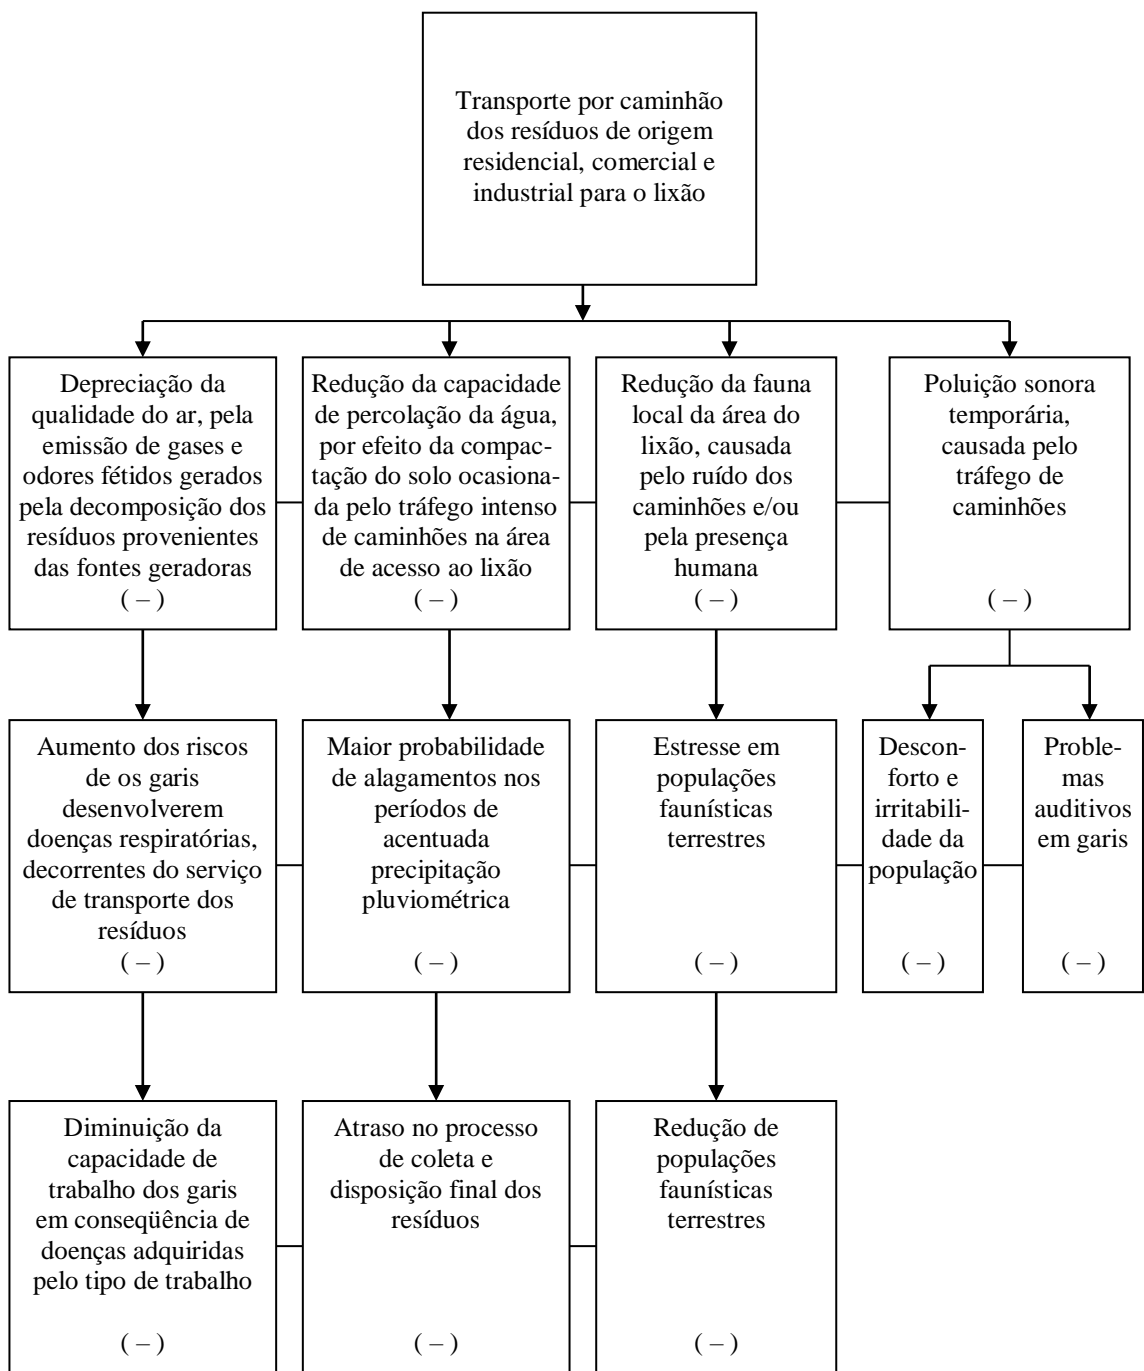 Transporte por caminhão
dos resíduos de origem
residencial, comercial e
industrial para o lixão
Depreciação da
qualidade do ar, pela
emissão de gases e
odores fétidos gerados
pela decomposição dos
resíduos provenientes
das fontes geradoras
( – )
Redução da capacidade
de percolação da água,
por efeito da compac-
tação do solo ocasiona-
da pelo tráfego intenso
de caminhões na área
de acesso ao lixão
( – )
Redução da fauna
local da área do
lixão, causada
pelo ruído dos
caminhões e/ou
pela presença
humana
( – )
Poluição sonora
temporária,
causada pelo
tráfego de
caminhões
( – )
Aumento dos riscos
de os garis
desenvolverem
doenças respiratórias,
decorrentes do serviço
de transporte dos
resíduos
( – )
Maior probabilidade
de alagamentos nos
períodos de
acentuada
precipitação
pluviométrica
( – )
Estresse em
populações
faunísticas
terrestres
( – )
Descon-
forto e
irritabili-
dade da
população
( – )
Proble-
mas
auditivos
em garis
( – )
Diminuição da
capacidade de
trabalho dos garis
em conseqüência de
doenças adquiridas
pelo tipo de trabalho
( – )
Atraso no processo
de coleta e
disposição final dos
resíduos
( – )
Redução de
populações
faunísticas
terrestres
( – )